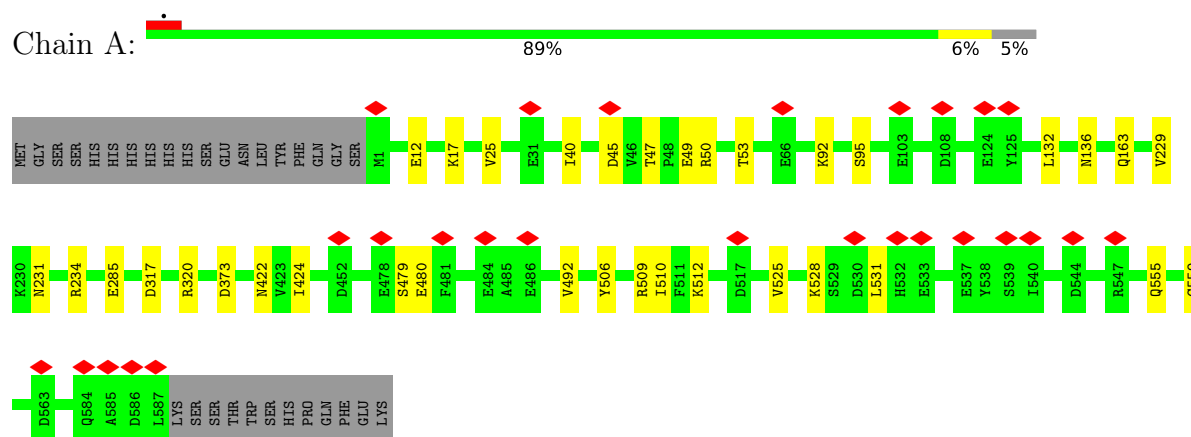 Chain A:
89% 6% 5%
MET GLY SER SER HIS HIS HIS HIS HIS HIS SER GLU ASN LEU TYR PHE GLN GLY SER M1 E12 K17 V25 E31 I40 D45 V46 T47 P48 E49 R50 T53 E66 K92 S95 E103 D108 E124 Y125 L132 N136 Q163 V229
K230 N231 R234 E285 D317 R320 D373 N422 V423 I424 D452 E478 S479 E480 F481 E484 A485 E486 V492 Y506 R509 I510 F511 K512 D517 V525 K528 S529 D530 L531 H532 E533 E537 Y538 S539 I540 D544 R547 Q555
D563 Q584 A585 D586 L587 LYS SER SER THR TRP SER HIS PRO GLN PHE GLU LYS